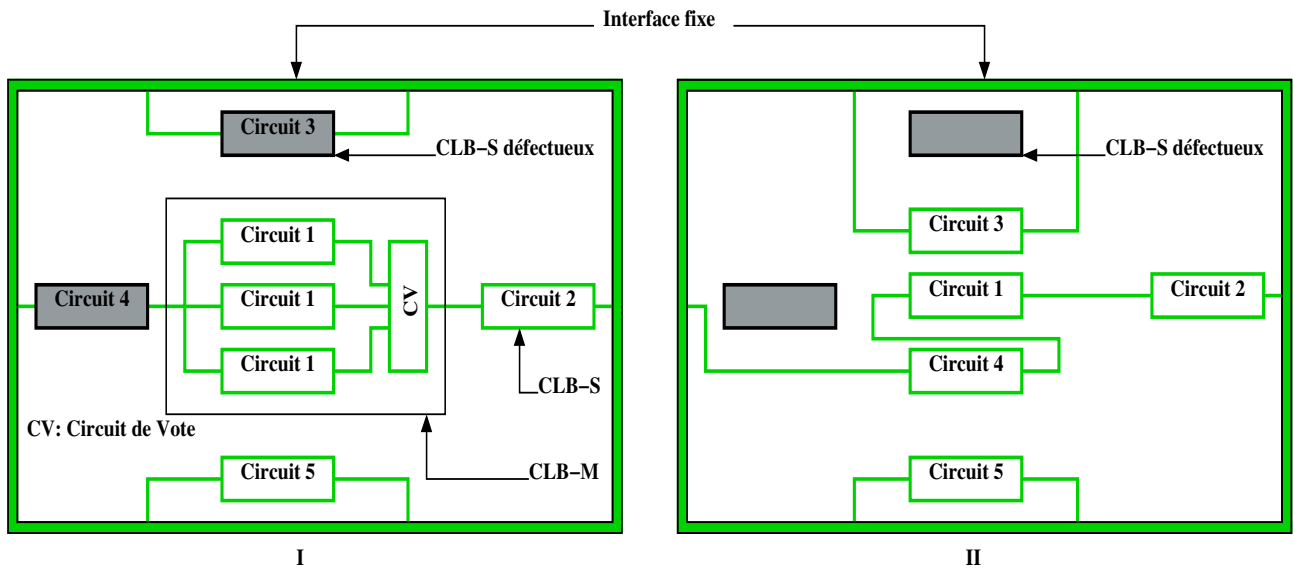 Interface fixe
Circuit 3
CLB–S défectueux
Circuit 1
Circuit 4
Circuit 1
CV
Circuit 2
Circuit 1
CLB–S
CV: Circuit de Vote
Circuit 5
CLB–M
I
CLB–S défectueux
Circuit 3
Circuit 1
Circuit 2
Circuit 4
Circuit 5
II